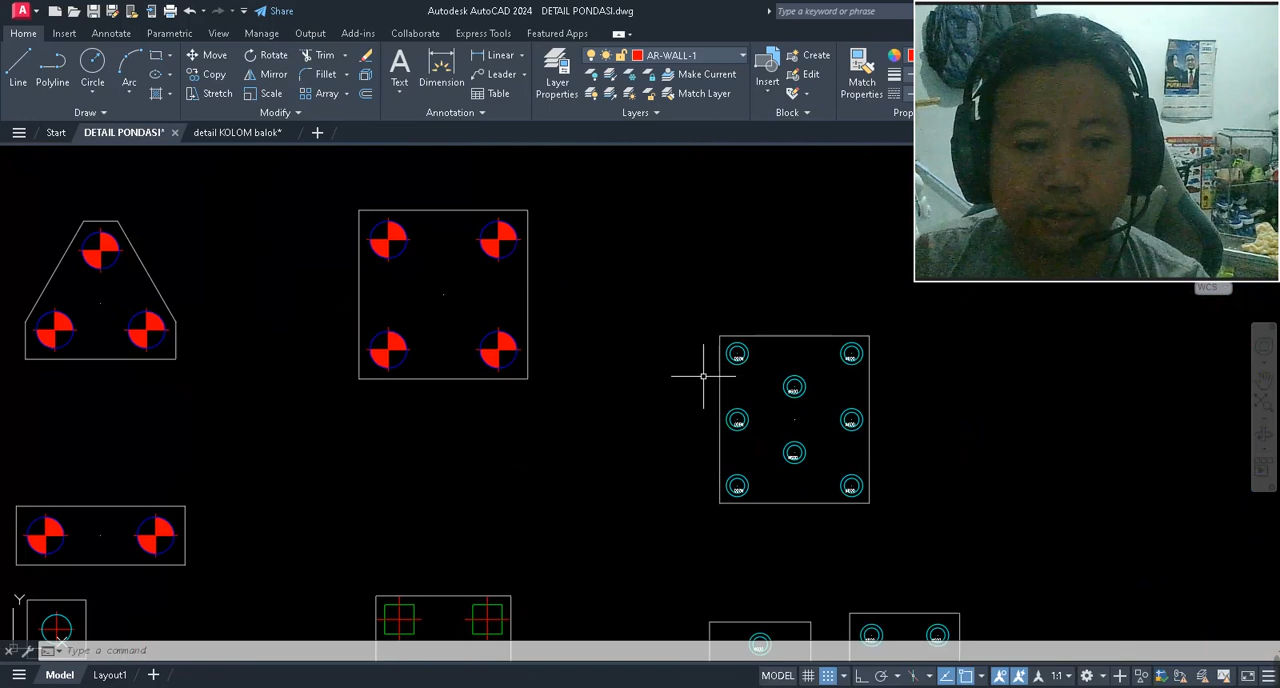 A Share Autodesk AutoCAD 2024 DETAIL PONDASI.dwg Type a keyword or phrase
Home Insert Annotate Parametric View Manage Output Add-ins Collaborate Express Tools Featured Apps
Line Polyline Circle Arc
Move Rotate Trim
Copy Mirror Fillet
Stretch Scale Array
Text Dimension
Linear
Leader
Table
Layer Properties
AR-WALL-1
Make Current
Match Layer
Insert
Create
Edit
Match Properties
Draw Modify Annotation Layers Block
Start DETAIL PONDASI* detail KOLOM balok*
WCS
PUTRI
Y
X
Type a command
Model Layout1 MODEL 1:1